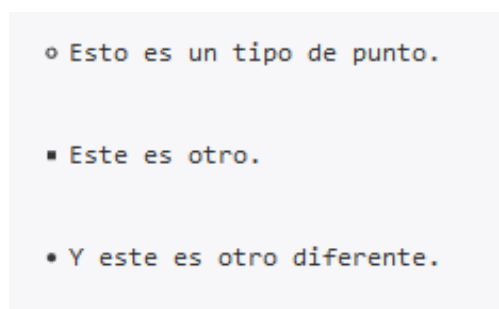 ◦ Esto es un tipo de punto.
▪ Este es otro.
• Y este es otro diferente.